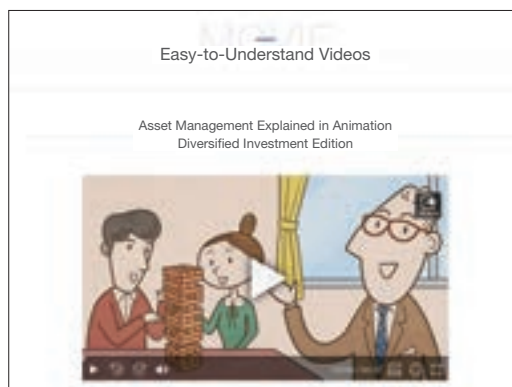 Easy-to-Understand Videos
Asset Management Explained in Animation
Diversified Investment Edition